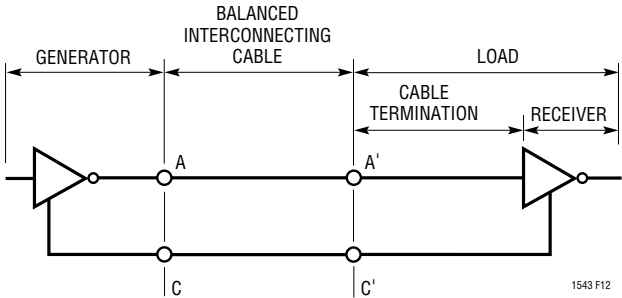 BALANCED
INTERCONNECTING
CABLE
GENERATOR
LOAD
CABLE
TERMINATION
RECEIVER
A
A'
C
C'
1543 F12